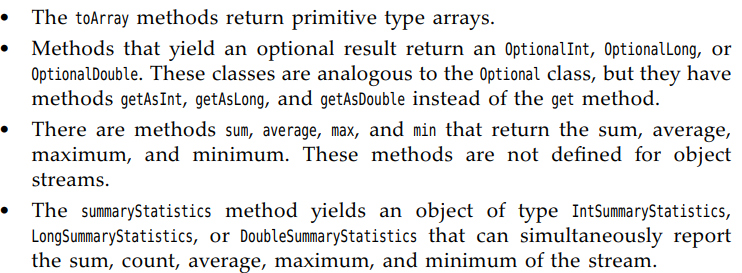 • The toArray methods return primitive type arrays.
• Methods that yield an optional result return an OptionalInt, OptionalLong, or
OptionalDouble. These classes are analogous to the Optional class, but they have
methods getAsInt, getAsLong, and getAsDouble instead of the get method.
• There are methods sum, average, max, and min that return the sum, average,
maximum, and minimum. These methods are not defined for object
streams.
• The summaryStatistics method yields an object of type IntSummaryStatistics,
LongSummaryStatistics, or DoubleSummaryStatistics that can simultaneously report
the sum, count, average, maximum, and minimum of the stream.